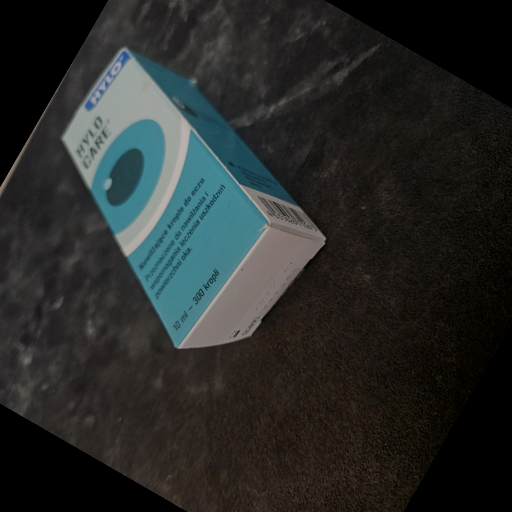 HYLO®
HYLO
CARE®
Nawilżające krople do oczu
Przeznaczone do nawilżania i
wspomagania leczenia uszkodzeń
powierzchni oka.
10 ml – 300 kropli